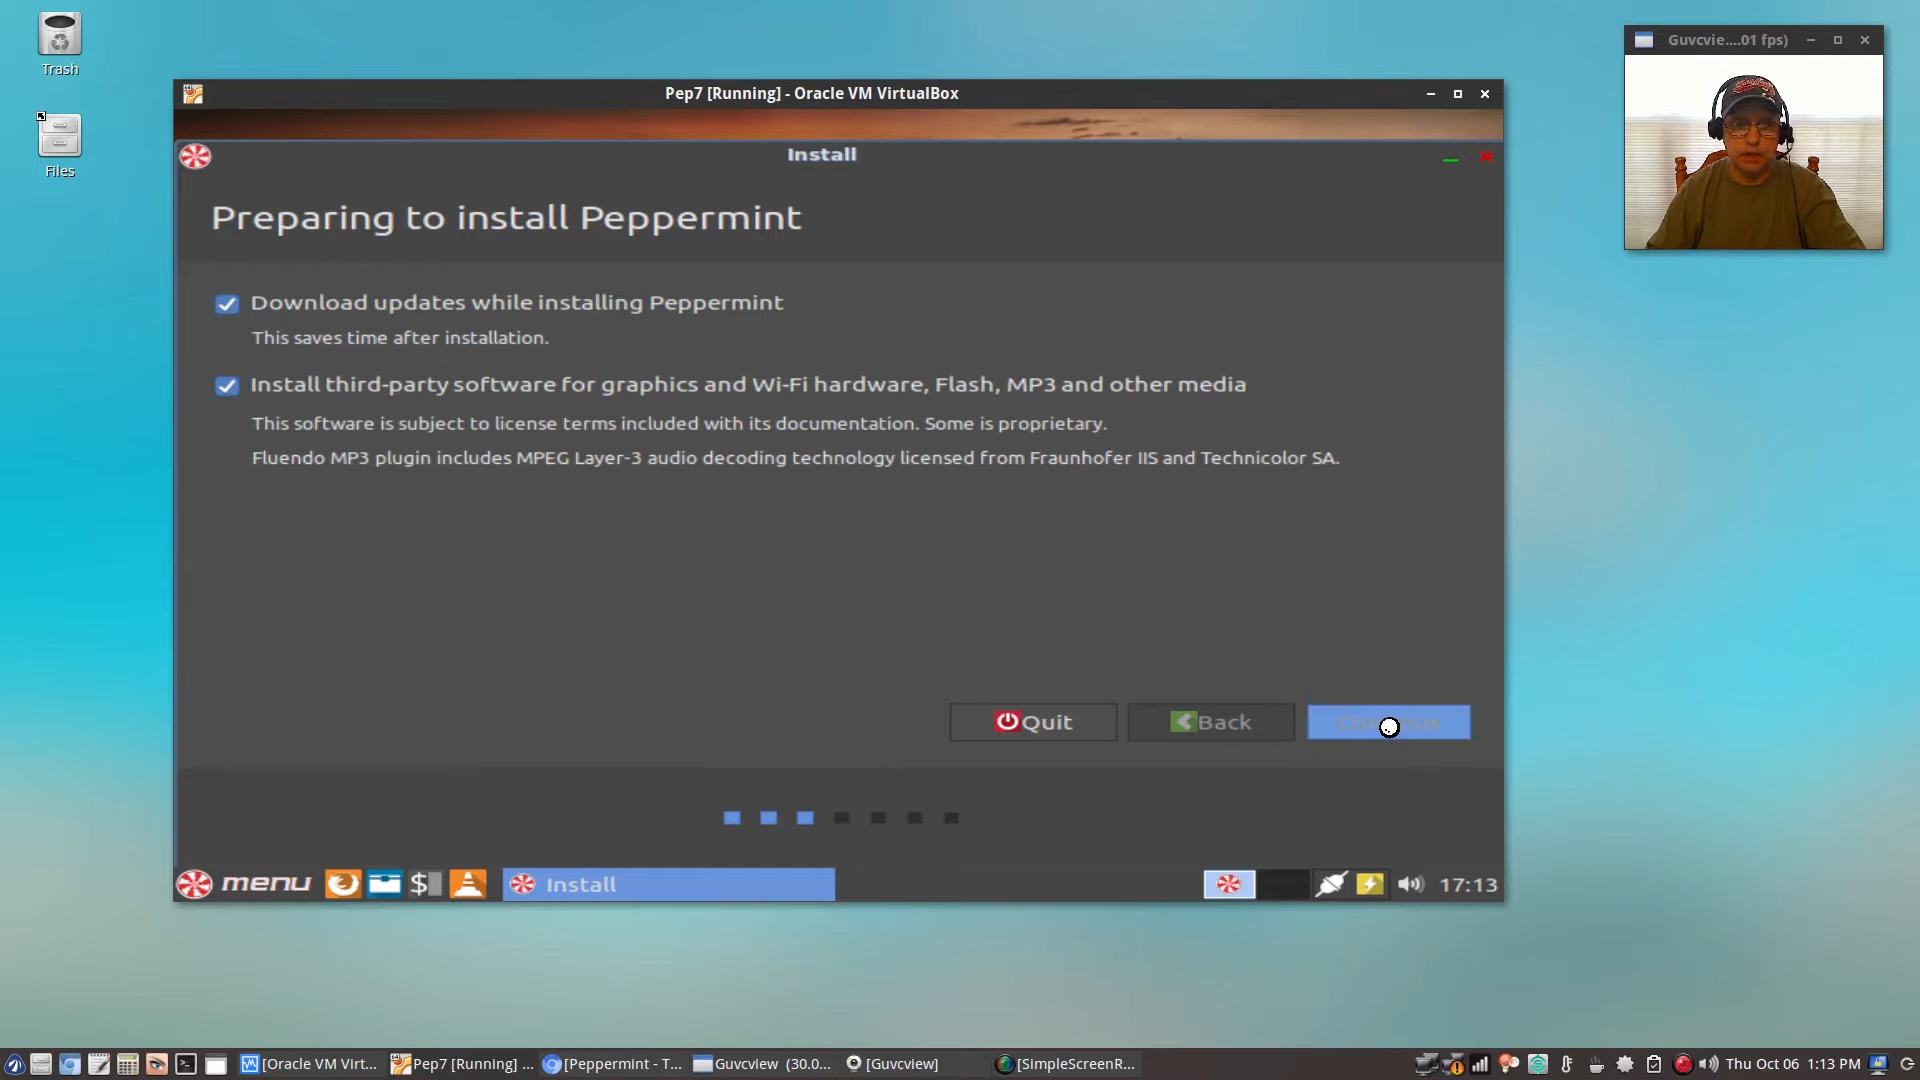 Trash
Files
Guvcvie....01 fps)
Pep7 [Running] - Oracle VM VirtualBox
Install
Preparing to install Peppermint
Download updates while installing Peppermint
This saves time after installation.
Install third-party software for graphics and Wi-Fi hardware, Flash, MP3 and other media
This software is subject to license terms included with its documentation. Some is proprietary.
Fluendo MP3 plugin includes MPEG Layer-3 audio decoding technology licensed from Fraunhofer IIS and Technicolor SA.
Quit
Back
menu
$
Install
17:13
[Oracle VM Virt...
Pep7 [Running] ...
[Peppermint - T...
Guvcview (30.0...
[Guvcview]
[SimpleScreenR...
Thu Oct 06 1:13 PM